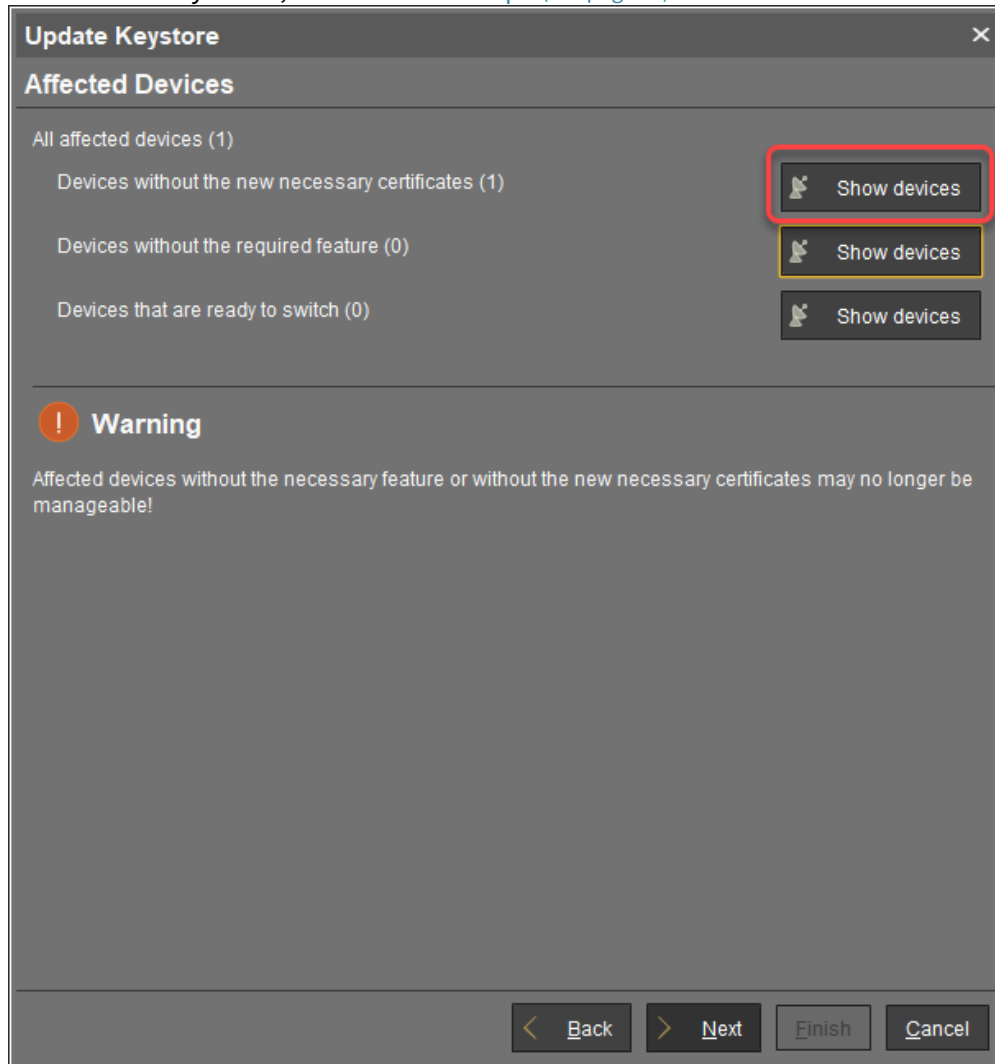 Update Keystore
Affected Devices
All affected devices (1)
Devices without the new necessary certificates (1)
Show devices
Devices without the required feature (0)
Show devices
Devices that are ready to switch (0)
Show devices
Warning
Affected devices without the necessary feature or without the new necessary certificates may no longer be
manageable!
Back Next Finish Cancel